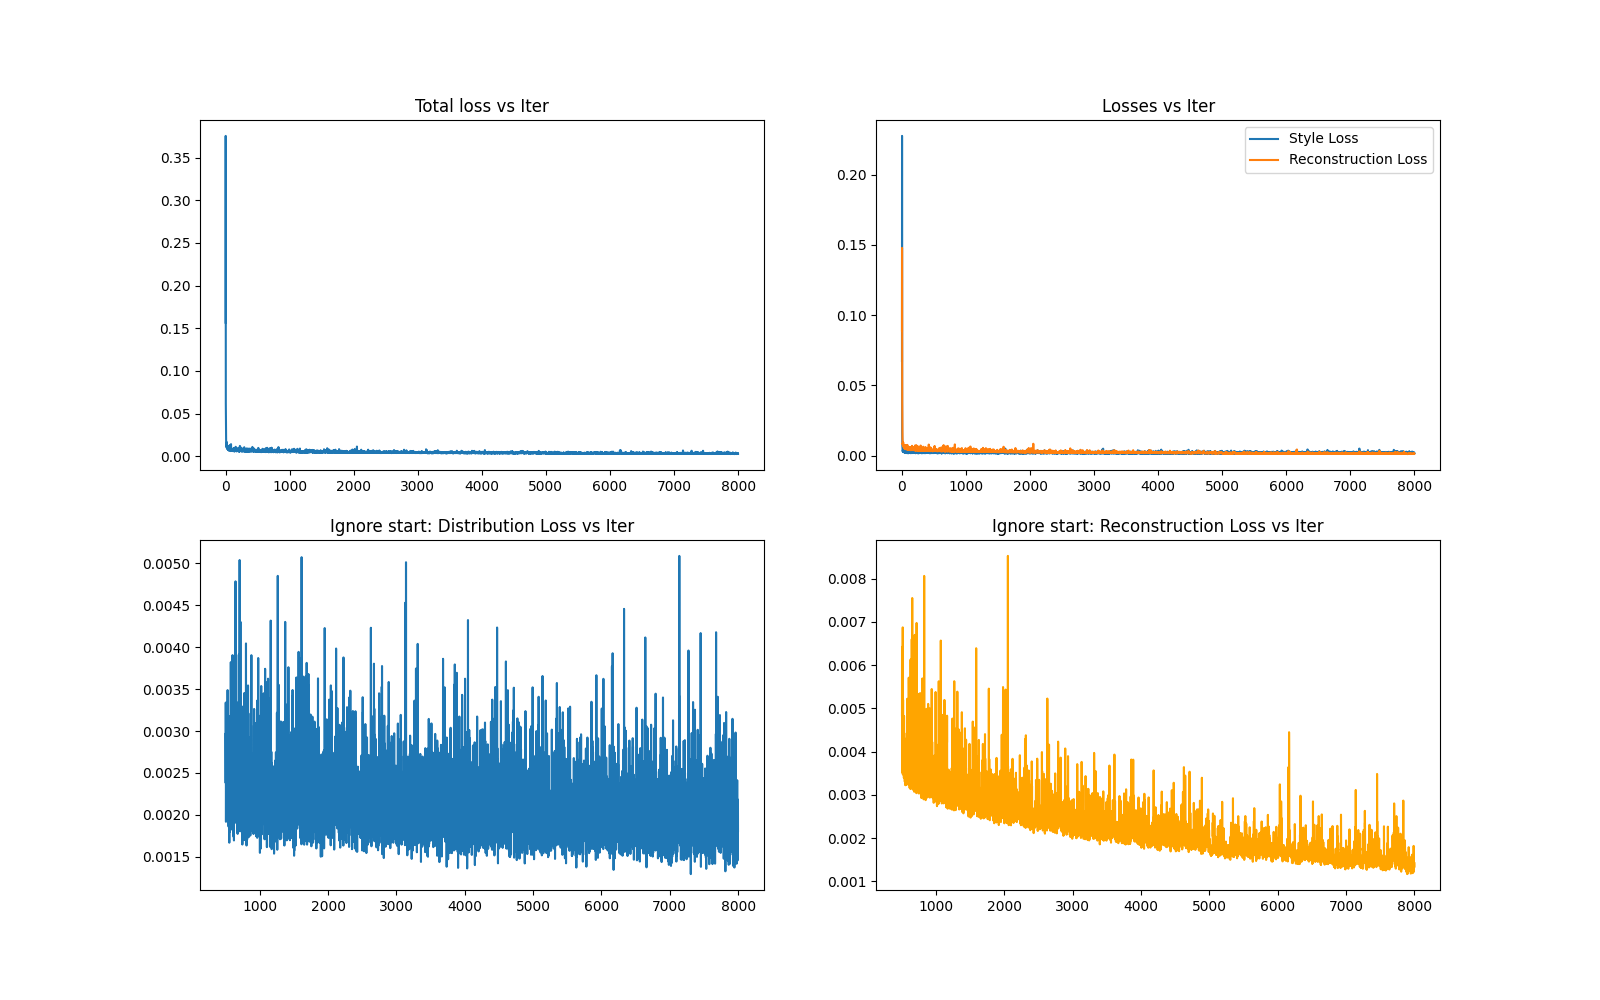 Total loss vs Iter
0.35
0.30
0.25
0.20
0.15
0.10
0.05
0.00
0 1000 2000 3000 4000 5000 6000 7000 8000
Losses vs Iter
Style Loss
Reconstruction Loss
0.20
0.15
0.10
0.05
0.00
0 1000 2000 3000 4000 5000 6000 7000 8000
Ignore start: Distribution Loss vs Iter
0.0050
0.0045
0.0040
0.0035
0.0030
0.0025
0.0020
0.0015
1000 2000 3000 4000 5000 6000 7000 8000
Ignore start: Reconstruction Loss vs Iter
0.008
0.007
0.006
0.005
0.004
0.003
0.002
0.001
1000 2000 3000 4000 5000 6000 7000 8000